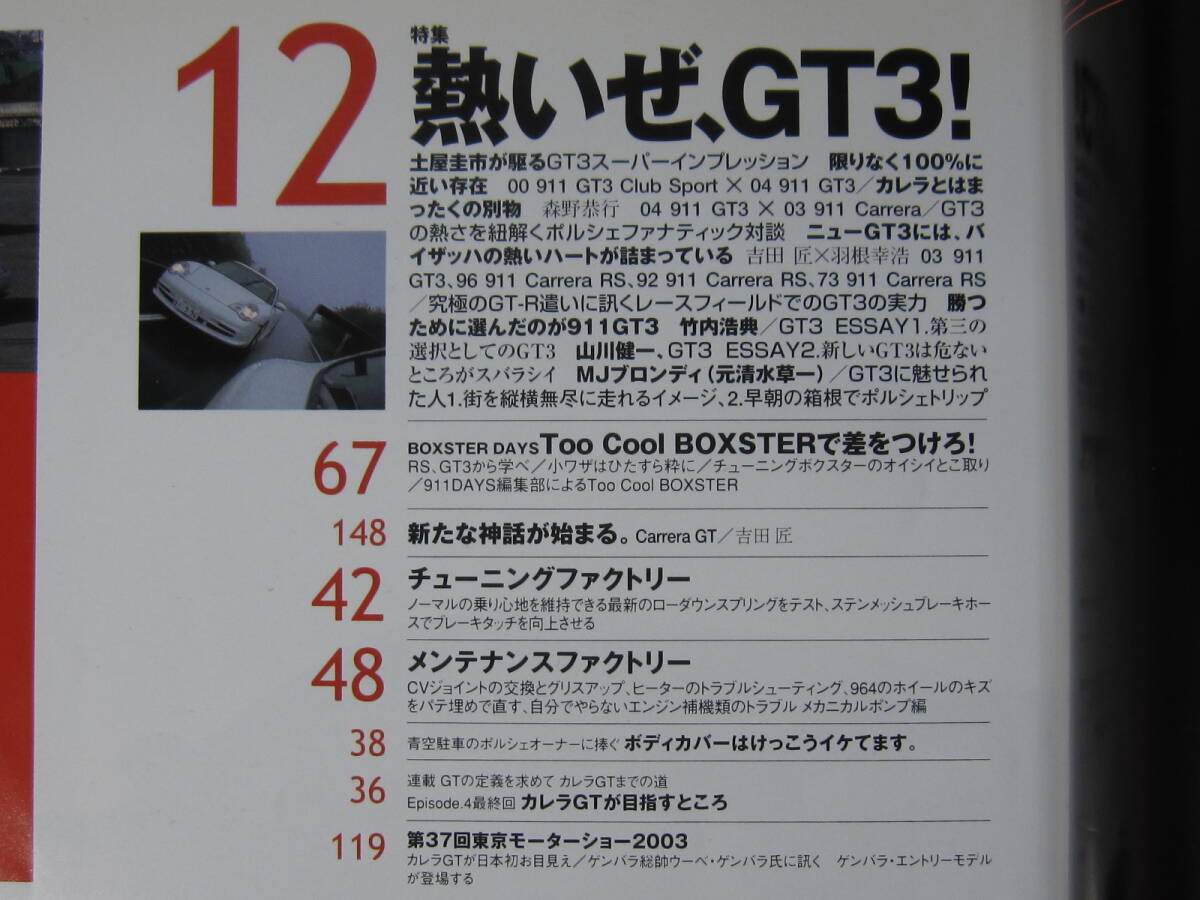 12
特集
熱いぜ、GT3!
土屋圭市が駆るGT3スーパーインプレッション　限りなく100%に
近い存在　00 911 GT3 Club Sport × 04 911 GT3／カレラとはま
ったくの別物　森野恭行　04 911 GT3 × 03 911 Carrera／GT3
の熱さを紐解くポルシェファナティック対談　ニューGT3には、バ
イザッハの熱いハートが詰まっている　吉田 匠×羽根幸浩 03 911
GT3、96 911 Carrera RS、92 911 Carrera RS、73 911 Carrera RS
／究極のGT-R遣いに訊くレースフィールドでのGT3の実力　勝つ
ために選んだのが911GT3　竹内浩典／GT3 ESSAY1.第三の
選択としてのGT3　山川健一、GT3 ESSAY2.新しいGT3は危ない
ところがスバラシイ　MJブロンディ（元清水草一）／GT3に魅せられ
た人1.街を縦横無尽に走れるイメージ、2.早朝の箱根でポルシェトリップ
67
BOXSTER DAYS Too Cool BOXSTERで差をつけろ!
RS、GT3から学べ／小ワザはひたすら粋に／チューニングボクスターのオイシイとこ取り
／911DAYS編集部によるToo Cool BOXSTER
148 新たな神話が始まる。Carrera GT／吉田 匠
42 チューニングファクトリー
ノーマルの乗り心地を維持できる最新のローダウンスプリングをテスト、ステンメッシュブレーキホー
スでブレーキタッチを向上させる
48 メンテナンスファクトリー
CVジョイントの交換とグリスアップ、ヒーターのトラブルシューティング、964のホイールのキズ
をパテ埋めで直す、自分でやらないエンジン補機類のトラブル メカニカルポンプ編
38 青空駐車のポルシェオーナーに捧ぐ ボディカバーはけっこうイケてます。
36 連載 GTの定義を求めて カレラGTまでの道
Episode.4最終回 カレラGTが目指すところ
119 第37回東京モーターショー2003
カレラGTが日本初お目見え／ゲンバラ総帥ウーベ・ゲンバラ氏に訊く　ゲンバラ・エントリーモデル
が登場する